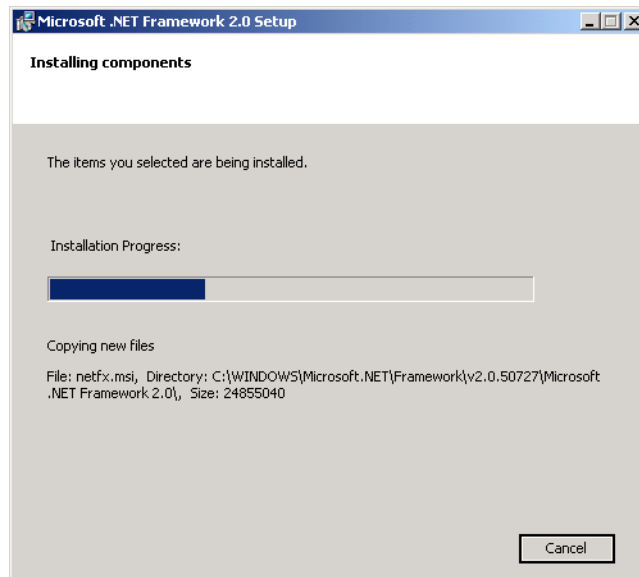 Microsoft .NET Framework 2.0 Setup
Installing components
The items you selected are being installed.
Installation Progress:
Copying new files
File: netfx.msi, Directory: C:\WINDOWS\Microsoft.NET\Framework\v2.0.50727\Microsoft
.NET Framework 2.0\, Size: 24855040
Cancel